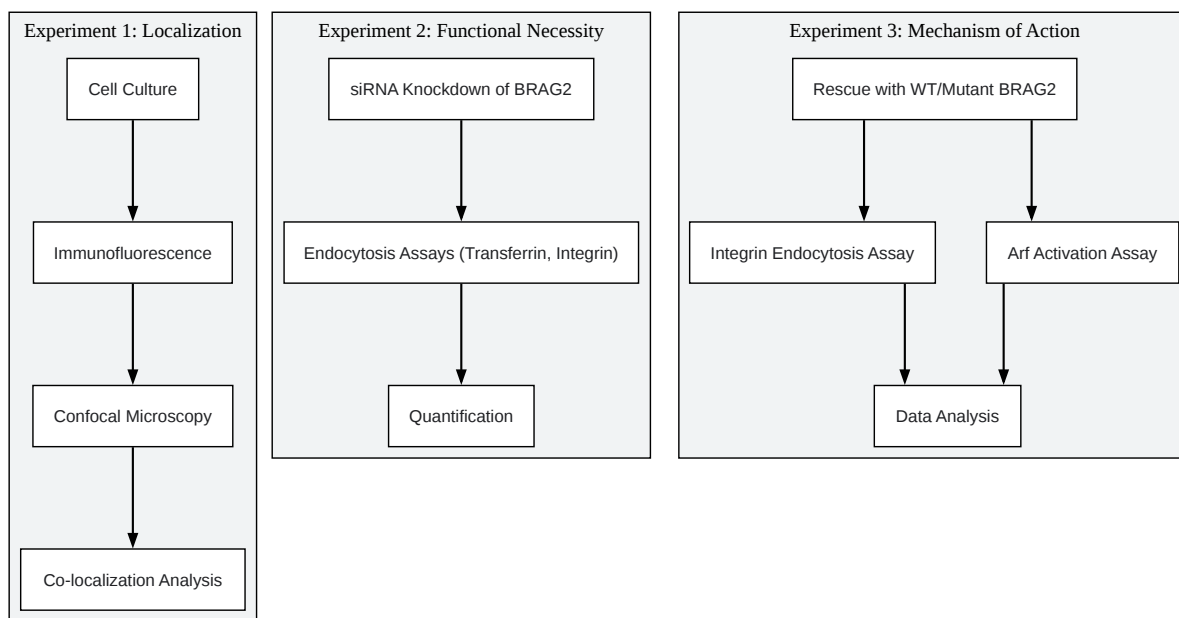 Experiment 1: Localization
Cell Culture
Immunofluorescence
Confocal Microscopy
Co-localization Analysis
Experiment 2: Functional Necessity
siRNA Knockdown of BRAG2
Endocytosis Assays (Transferrin, Integrin)
Quantification
Experiment 3: Mechanism of Action
Rescue with WT/Mutant BRAG2
Integrin Endocytosis Assay
Arf Activation Assay
Data Analysis